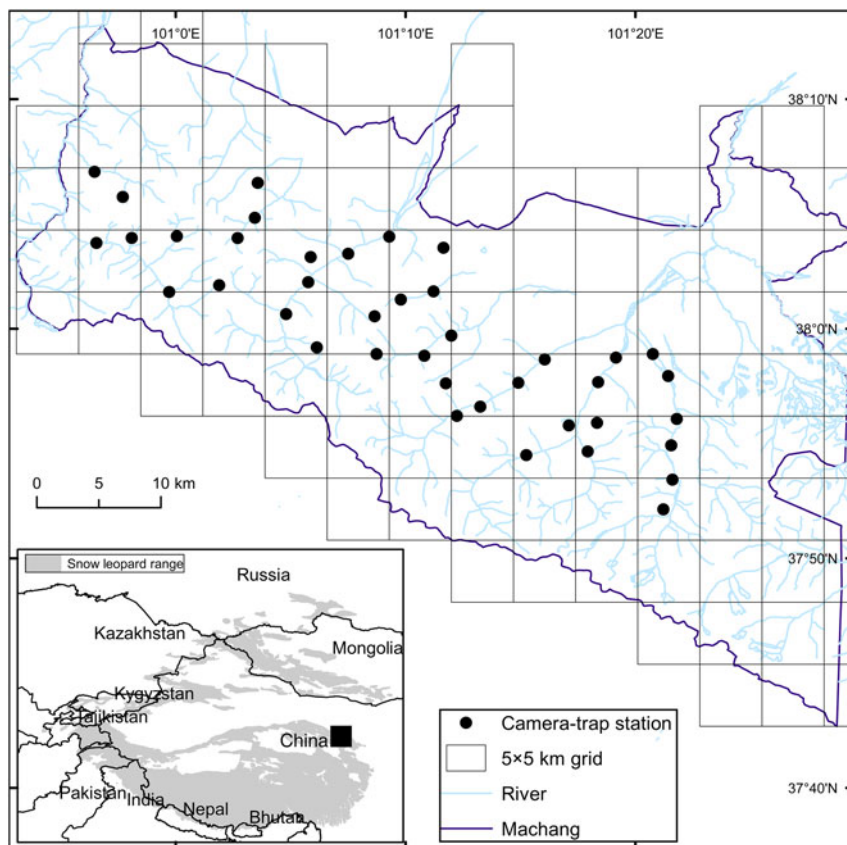 101°0′E 101°10′E 101°20′E
38°10′N
38°0′N
0 5 10 km
37°50′N
Snow leopard range
Russia
Kazakhstan
Mongolia
Kygyzstan
Tajikistan
China
Pakistan
India
Nepal
Bhutan
Camera-trap station
5×5 km grid
River
37°40′N
Machang